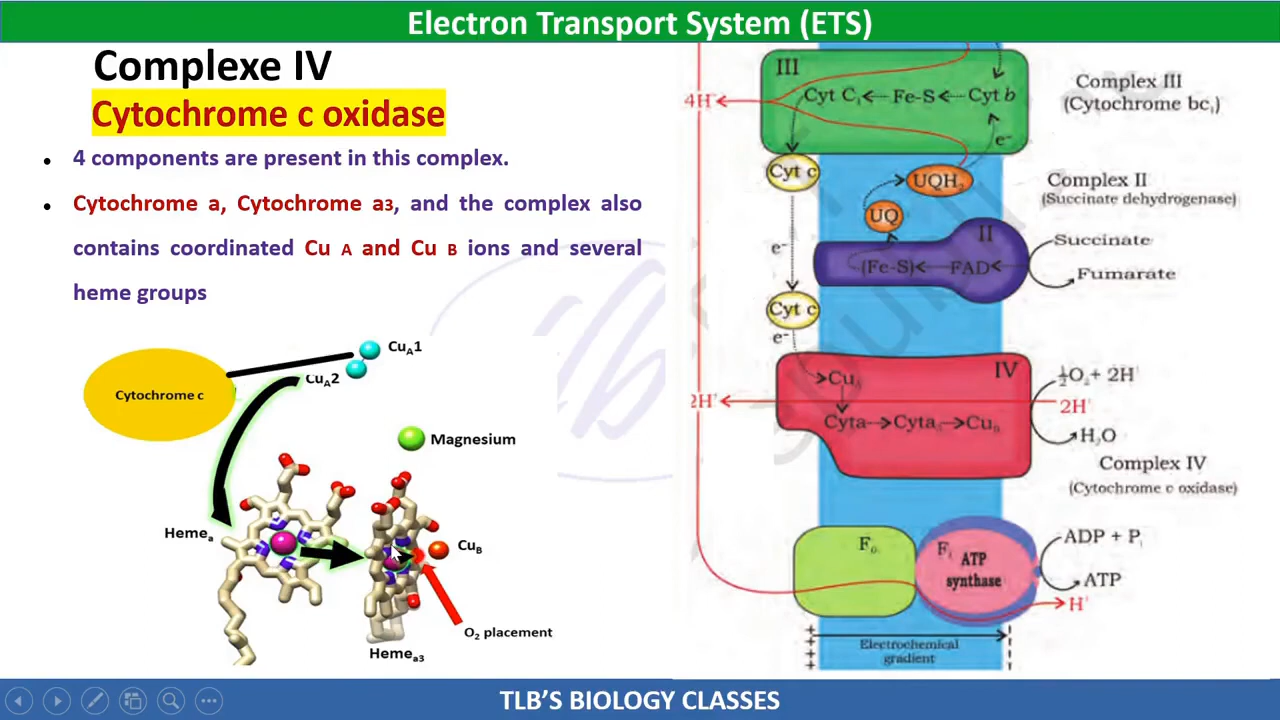 Electron Transport System (ETS)
Complexe IV
Cytochrome c oxidase
• 4 components are present in this complex.
• Cytochrome a, Cytochrome a3, and the complex also
contains coordinated Cu A and Cu B ions and several
heme groups
Cytochrome c
CuA1
CuA2
Magnesium
Hemea
CuB
O2 placement
Hemea3
III
Cyt C1 ← Fe-S ← Cyt b
4H+
e-
Complex III
(Cytochrome bc1)
Cyt c
UQH2
UQ
Complex II
(Succinate dehydrogenase)
II
(Fe-S) ← FAD
Succinate
Fumarate
e-
Cyt c
e-
IV
CuA
2H+
Cyta → Cyta3 → CuB
½O2 + 2H+
2H+
H2O
Complex IV
(Cytochrome c oxidase)
F0
F1
ATP
synthase
ADP + Pi
ATP
H+
Electrochemical
gradient
TLB'S BIOLOGY CLASSES